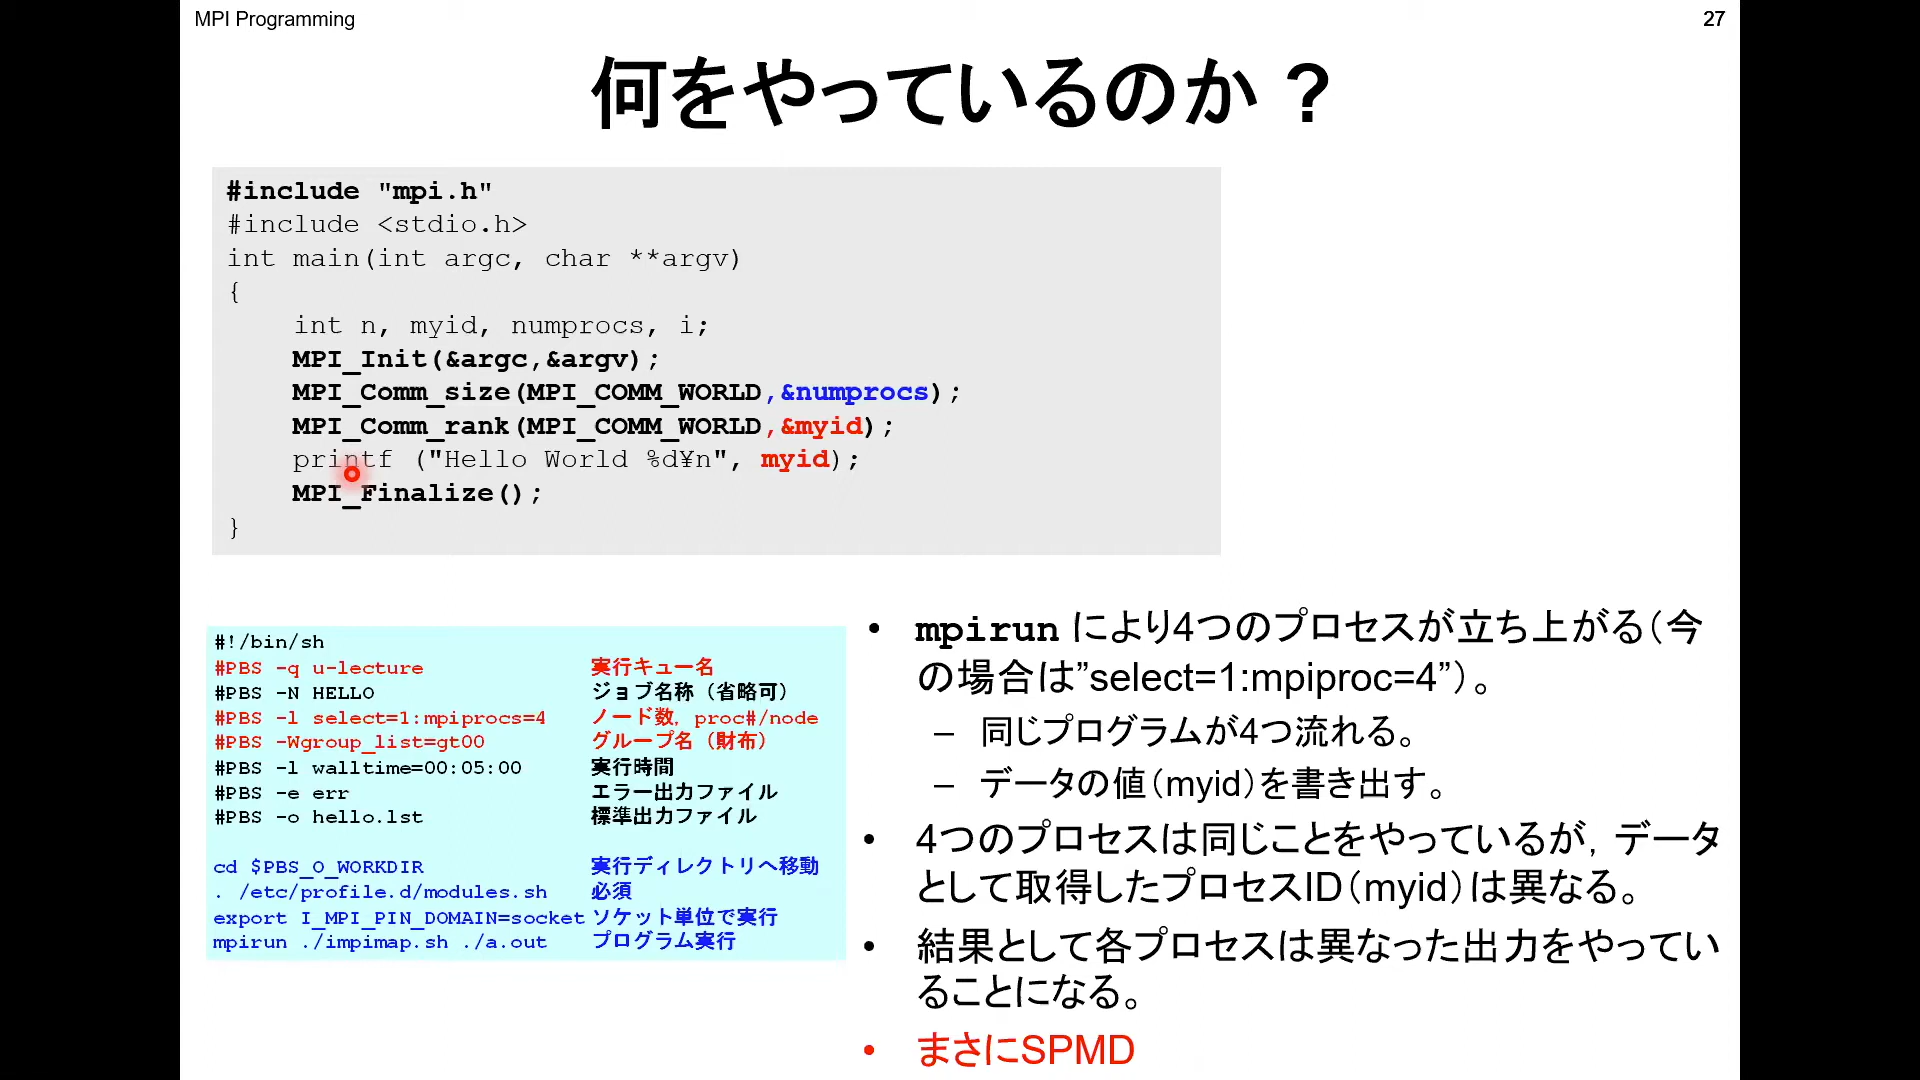 MPI Programming
27
何をやっているのか？
#include "mpi.h"
#include <stdio.h>
int main(int argc, char **argv)
{
    int n, myid, numprocs, i;
    MPI_Init(&argc,&argv);
    MPI_Comm_size(MPI_COMM_WORLD,&numprocs);
    MPI_Comm_rank(MPI_COMM_WORLD,&myid);
    printf ("Hello World %d¥n", myid);
    MPI_Finalize();
}
#!/bin/sh
#PBS -q u-lecture 実行キュー名
#PBS -N HELLO ジョブ名称（省略可）
#PBS -l select=1:mpiprocs=4 ノード数，proc#/node
#PBS -Wgroup_list=gt00 グループ名（財布）
#PBS -l walltime=00:05:00 実行時間
#PBS -e err エラー出力ファイル
#PBS -o hello.lst 標準出力ファイル
cd $PBS_O_WORKDIR 実行ディレクトリへ移動
. /etc/profile.d/modules.sh 必須
export I_MPI_PIN_DOMAIN=socket ソケット単位で実行
mpirun ./impimap.sh ./a.out プログラム実行
• mpirun により4つのプロセスが立ち上がる（今
の場合は”select=1:mpiproc=4”）。
– 同じプログラムが4つ流れる。
– データの値（myid）を書き出す。
• 4つのプロセスは同じことをやっているが，データ
として取得したプロセスID（myid）は異なる。
• 結果として各プロセスは異なった出力をやってい
ることになる。
• まさにSPMD